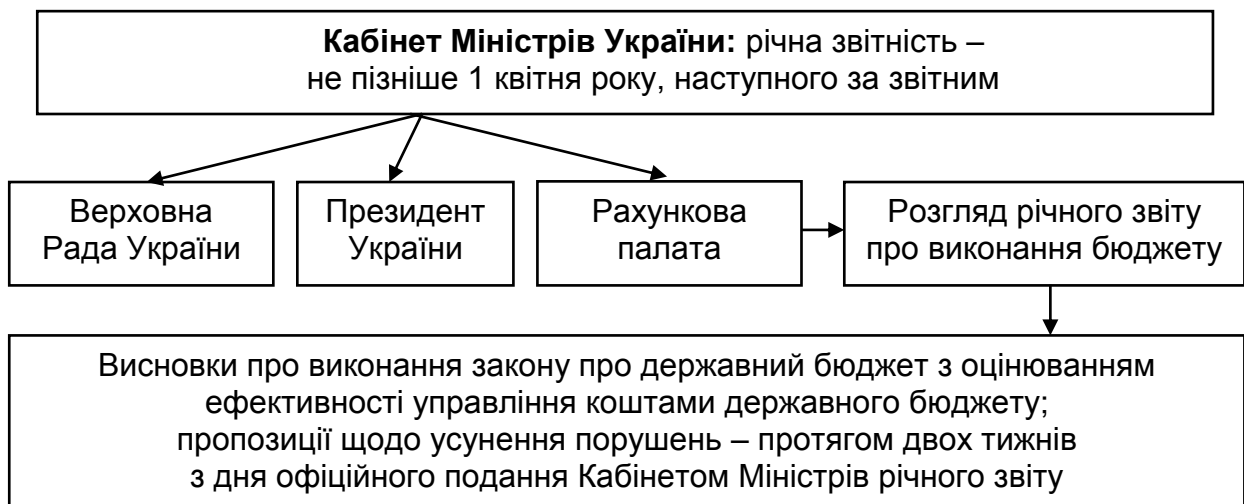 Кабінет Міністрів України: річна звітність –
не пізніше 1 квітня року, наступного за звітним
Верховна
Рада України
Президент
України
Рахункова
палата
Розгляд річного звіту
про виконання бюджету
Висновки про виконання закону про державний бюджет з оцінюванням
ефективності управління коштами державного бюджету;
пропозиції щодо усунення порушень – протягом двох тижнів
з дня офіційного подання Кабінетом Міністрів річного звіту